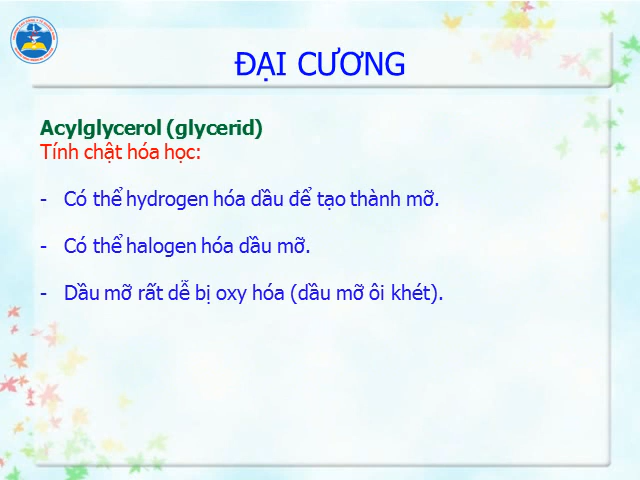 ĐẠI CƯƠNG
Acylglycerol (glycerid)
Tính chật hóa học:
- Có thể hydrogen hóa dầu để tạo thành mỡ.
- Có thể halogen hóa dầu mỡ.
- Dầu mỡ rất dễ bị oxy hóa (dầu mỡ ôi khét).